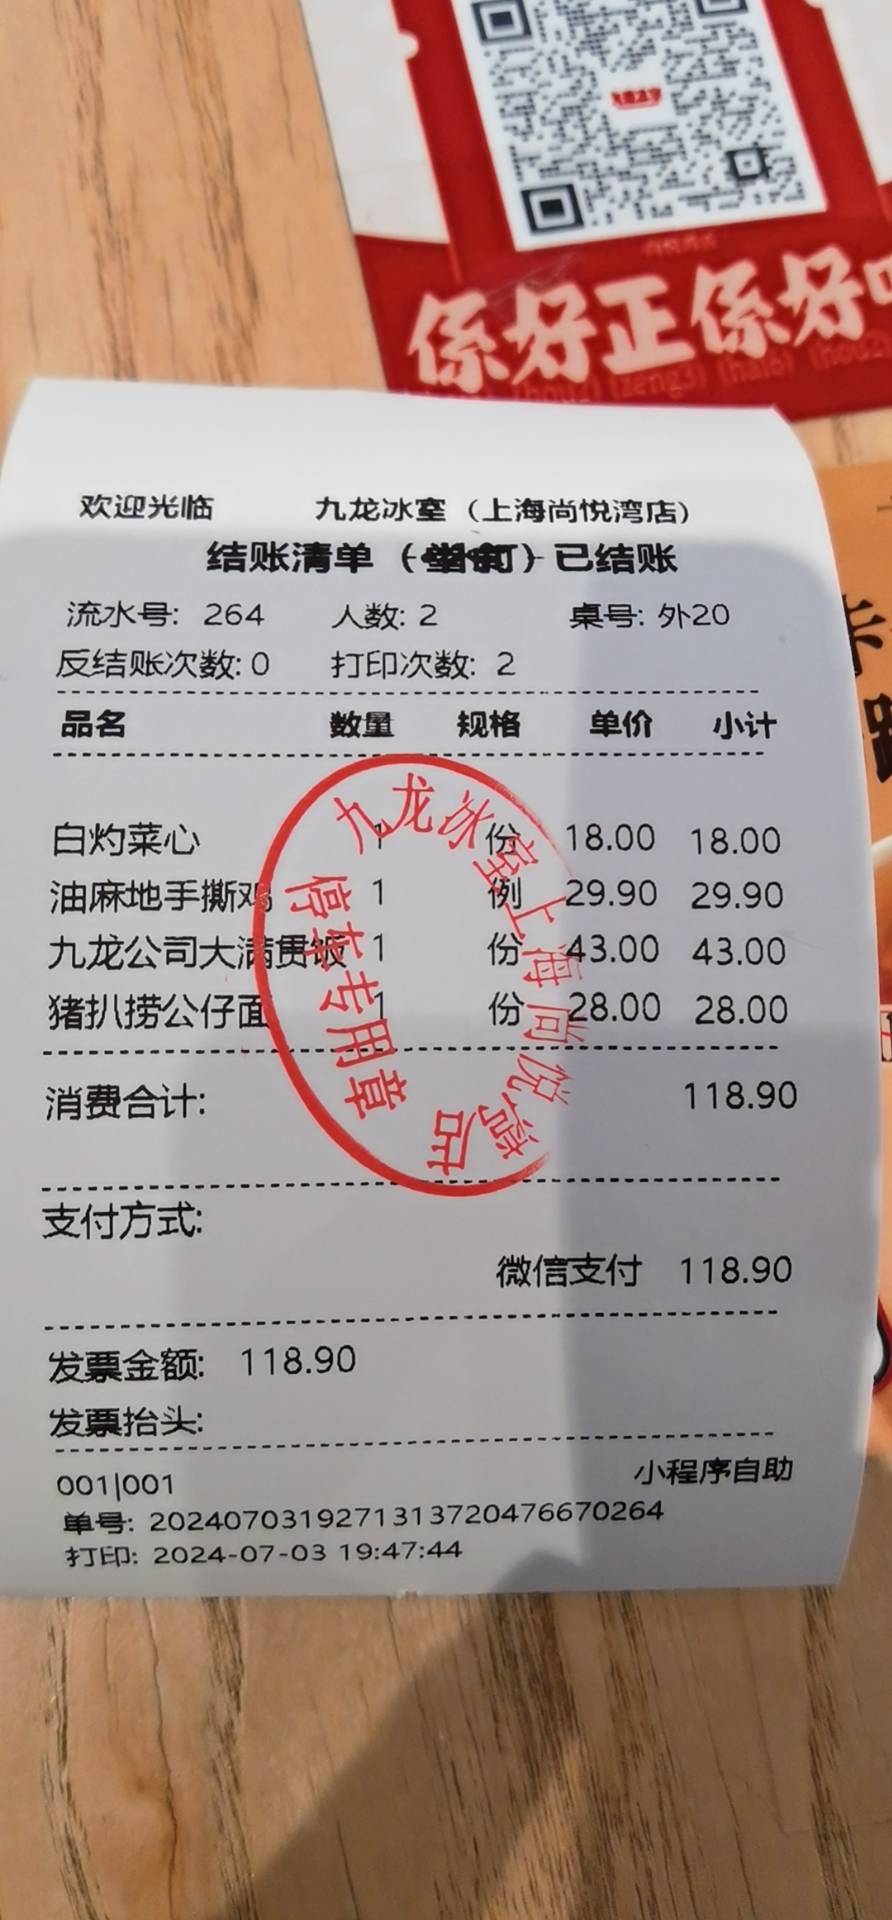 係好正係好
(zeng3) (hai6) (hou2)
欢迎光临 九龙冰室（上海尚悦湾店）
结账清单 已结账
流水号: 264 人数: 2 桌号: 外20
反结账次数: 0 打印次数: 2
品名 数量 规格 单价 小计
白灼菜心 1 份 18.00 18.00
油麻地手撕鸡 1 例 29.90 29.90
九龙公司大满贯饭 1 份 43.00 43.00
猪扒捞公仔面 1 份 28.00 28.00
九龙冰室上海尚悦湾店
停车专用章
消费合计: 118.90
支付方式:
微信支付 118.90
发票金额: 118.90
发票抬头:
001|001 小程序自助
单号: 2024070319271313720476670264
打印: 2024-07-03 19:47:44